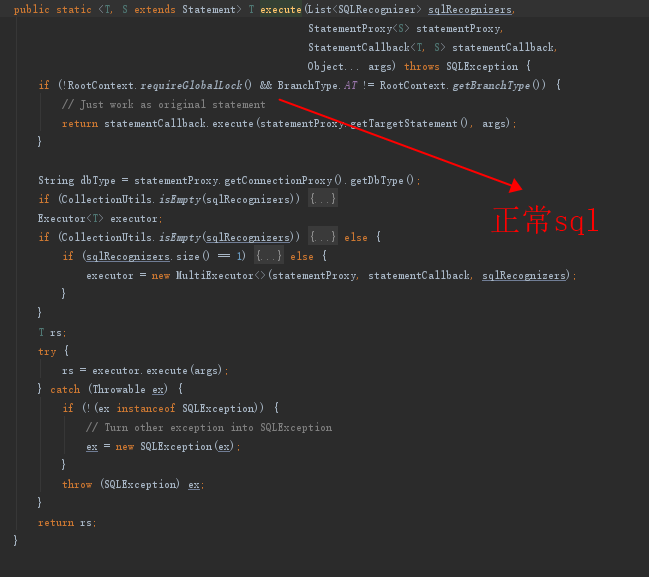 public static <T, S extends Statement> T execute(List<SQLRecognizer> sqlRecognizers,
StatementProxy<S> statementProxy,
StatementCallback<T, S> statementCallback,
Object... args) throws SQLException {
if (!RootContext.requireGlobalLock() && BranchType.AT != RootContext.getBranchType()) {
// Just work as original statement
return statementCallback.execute(statementProxy.getTargetStatement(), args);
}
String dbType = statementProxy.getConnectionProxy().getDbType();
if (CollectionUtils.isEmpty(sqlRecognizers)) {...}
正常sql
Executor<T> executor;
if (CollectionUtils.isEmpty(sqlRecognizers)) {...} else {
if (sqlRecognizers.size() == 1) {...} else {
executor = new MultiExecutor<>(statementProxy, statementCallback, sqlRecognizers);
}
}
T rs;
try {
rs = executor.execute(args);
} catch (Throwable ex) {
if (!(ex instanceof SQLException)) {
// Turn other exception into SQLException
ex = new SQLException(ex);
}
throw (SQLException) ex;
}
return rs;
}